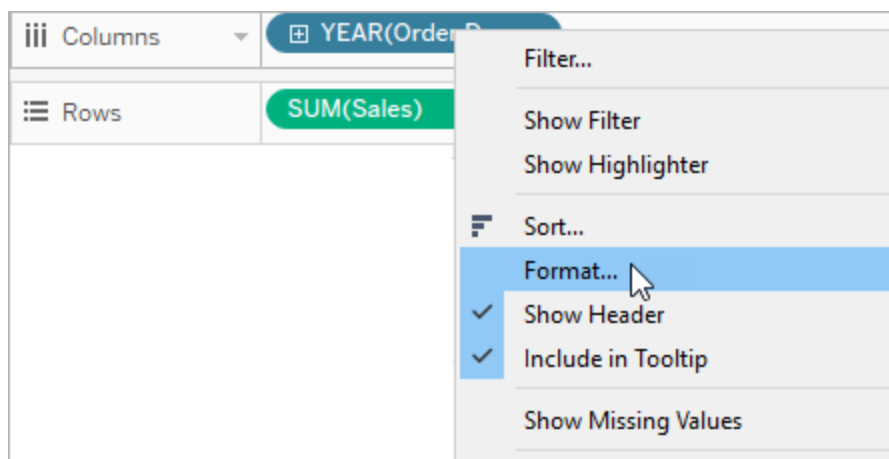 Columns
YEAR(Order
Rows
SUM(Sales)
Filter...
Show Filter
Show Highlighter
Sort...
Format...
Show Header
Include in Tooltip
Show Missing Values